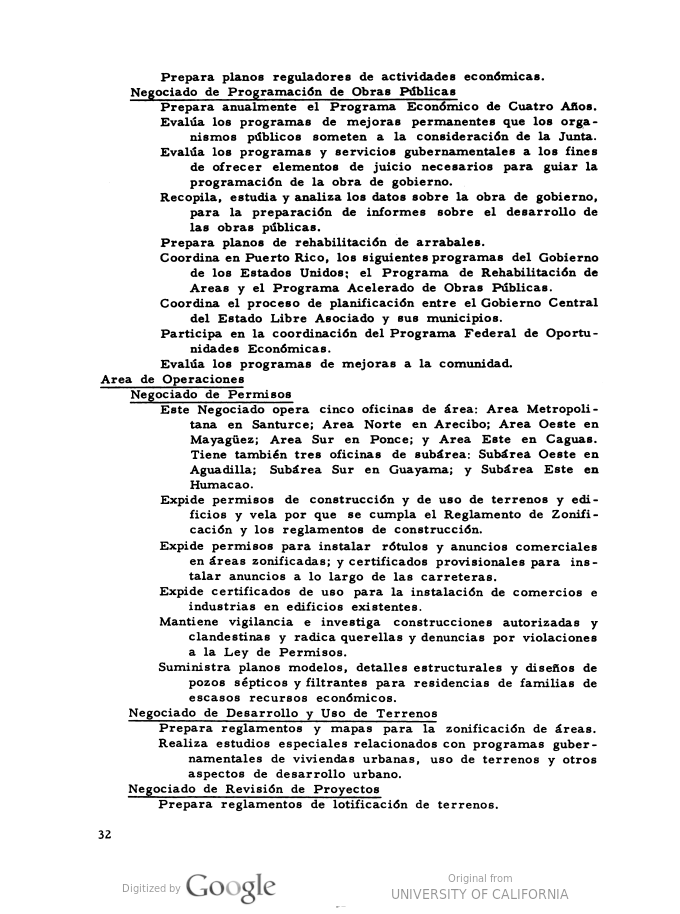 Prepara planos reguladores de actividades económicas.
Negociado de Programación de Obras Públicas
Prepara anualmente el Programa Económico de Cuatro Años.
Evalúa los programas de mejoras permanentes que los orga-
nismos públicos someten a la consideración de la Junta.
Evalúa los programas y servicios gubernamentales a los fines
de ofrecer elementos de juicio necesarios para guiar la
programación de la obra de gobierno.
Recopila, estudia y analiza los datos sobre la obra de gobierno,
para la preparación de informes sobre el desarrollo de
las obras públicas.
Prepara planos de rehabilitación de arrabales.
Coordina en Puerto Rico, los siguientes programas del Gobierno
de los Estados Unidos; el Programa de Rehabilitación de
Areas y el Programa Acelerado de Obras Públicas.
Coordina el proceso de planificación entre el Gobierno Central
del Estado Libre Asociado y sus municipios.
Participa en la coordinación del Programa Federal de Oportu-
nidades Económicas.
Evalúa los programas de mejoras a la comunidad.
Area de Operaciones
Negociado de Permisos
Este Negociado opera cinco oficinas de área: Area Metropoli-
tana en Santurce; Area Norte en Arecibo; Area Oeste en
Mayagüez; Area Sur en Ponce; y Area Este en Caguas.
Tiene también tres oficinas de subárea: Subárea Oeste en
Aguadilla; Subárea Sur en Guayama; y Subárea Este en
Humacao.
Expide permisos de construcción y de uso de terrenos y edi-
ficios y vela por que se cumpla el Reglamento de Zonifi-
cación y los reglamentos de construcción.
Expide permisos para instalar rótulos y anuncios comerciales
en áreas zonificadas; y certificados provisionales para ins-
talar anuncios a lo largo de las carreteras.
Expide certificados de uso para la instalación de comercios e
industrias en edificios existentes.
Mantiene vigilancia e investiga construcciones autorizadas y
clandestinas y radica querellas y denuncias por violaciones
a la Ley de Permisos.
Suministra planos modelos, detalles estructurales y diseños de
pozos sépticos y filtrantes para residencias de familias de
escasos recursos económicos.
Negociado de Desarrollo y Uso de Terrenos
Prepara reglamentos y mapas para la zonificación de áreas.
Realiza estudios especiales relacionados con programas guber-
namentales de viviendas urbanas, uso de terrenos y otros
aspectos de desarrollo urbano.
Negociado de Revisión de Proyectos
Prepara reglamentos de lotificación de terrenos.
32
Digitized by Google
Original from
UNIVERSITY OF CALIFORNIA